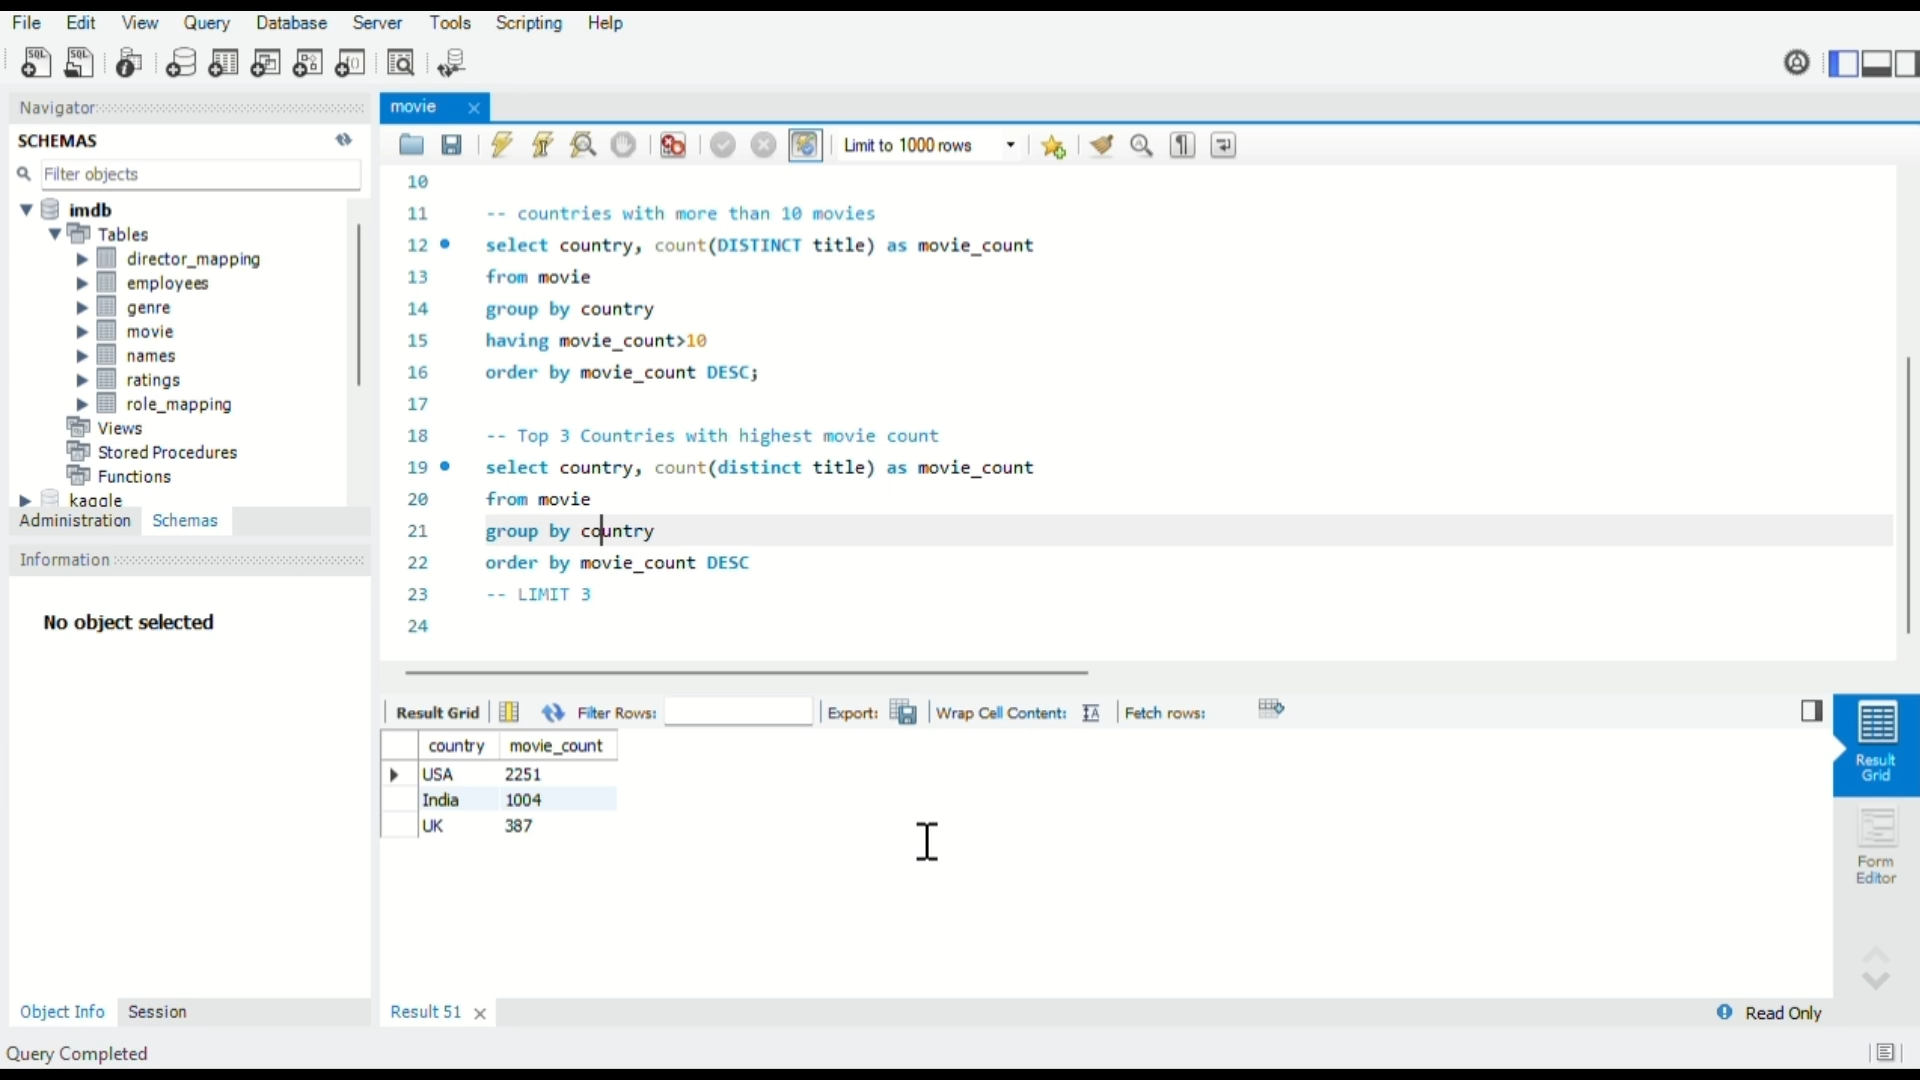 File Edit View Query Database Server Tools Scripting Help
SQL SQL
Navigator
SCHEMAS
Filter objects
imdb
Tables
director_mapping
employees
genre
movie
names
ratings
role_mapping
Views
Stored Procedures
Functions
kaggle
Administration Schemas
Information
No object selected
Object Info Session
movie
Limit to 1000 rows
10
11 -- countries with more than 10 movies
12 select country, count(DISTINCT title) as movie_count
13 from movie
14 group by country
15 having movie_count>10
16 order by movie_count DESC;
17
18 -- Top 3 Countries with highest movie count
19 select country, count(distinct title) as movie_count
20 from movie
21 group by country
22 order by movie_count DESC
23 -- LIMIT 3
24
Result Grid Filter Rows: Export: Wrap Cell Content: IA Fetch rows:
country movie_count
USA 2251
India 1004
UK 387
Result
Grid
Form
Editor
Result 51 Read Only
Query Completed